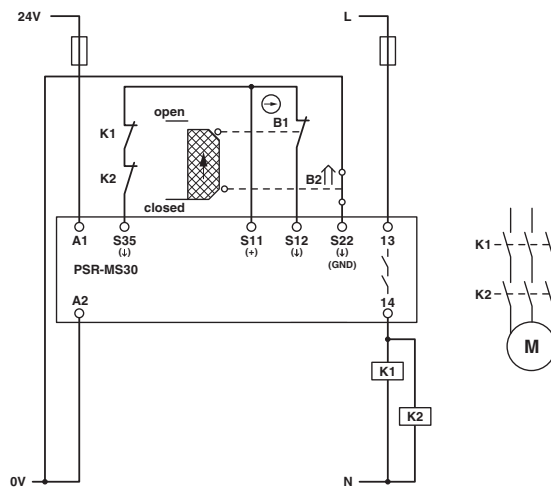 24V
L
open
B1
K1
K2
B2
closed
A1
S35
(↓)
S11
(+)
S12
(↓)
S22
(↓)
(GND)
13
PSR-MS30
A2
14
K1
K2
K1
K2
M
0V
N